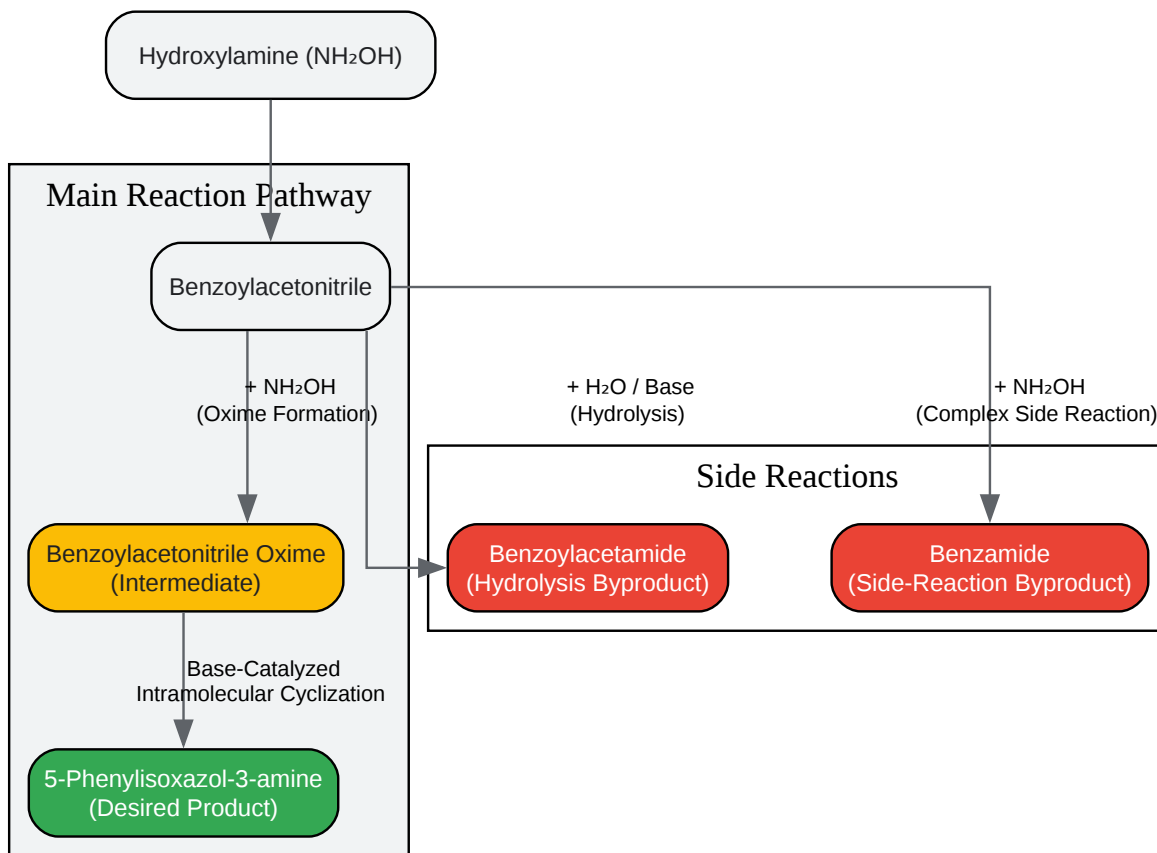 Hydroxylamine (NH₂OH)
Main Reaction Pathway
Benzoylacetonitrile
+ NH₂OH
(Oxime Formation)
+ H₂O / Base
(Hydrolysis)
+ NH₂OH
(Complex Side Reaction)
Side Reactions
Benzoylacetonitrile Oxime
(Intermediate)
Benzoylacetamide
(Hydrolysis Byproduct)
Benzamide
(Side-Reaction Byproduct)
Base-Catalyzed
Intramolecular Cyclization
5-Phenylisoxazol-3-amine
(Desired Product)